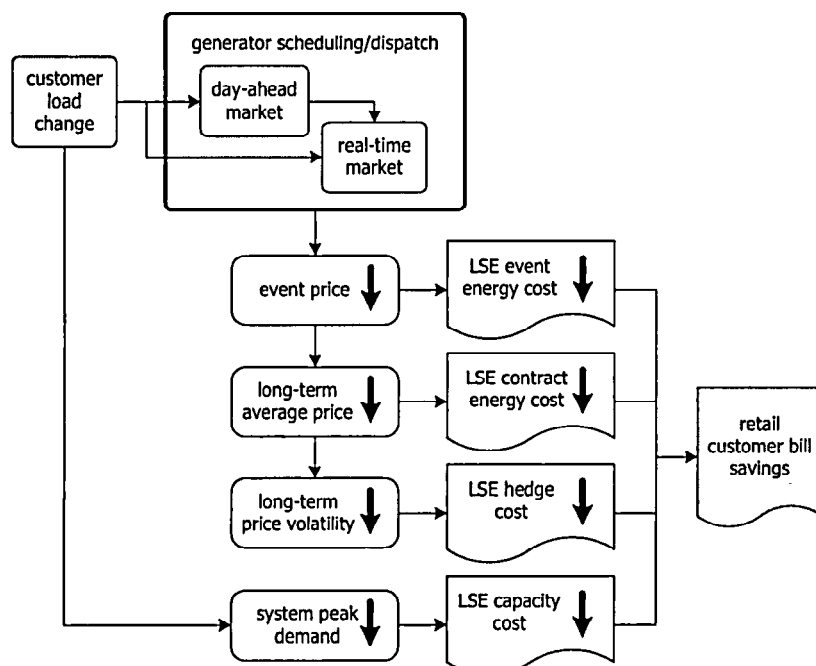 generator scheduling/dispatch
customer
load
change
day-ahead
market
real-time
market
event price
LSE event
energy cost
long-term
average price
LSE contract
energy cost
retail
customer bill
savings
long-term
price volatility
LSE hedge
cost
system peak
demand
LSE capacity
cost